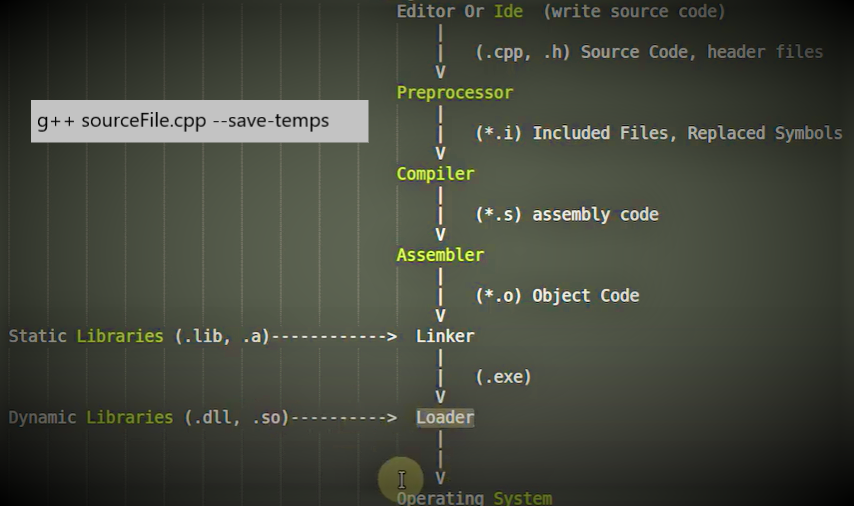 Editor Or Ide (write source code)
|
| (.cpp, .h) Source Code, header files
V
Preprocessor
g++ sourceFile.cpp --save-temps
|
| (*.i) Included Files, Replaced Symbols
V
Compiler
|
| (*.s) assembly code
V
Assembler
|
| (*.o) Object Code
V
Static Libraries (.lib, .a)------------> Linker
|
| (.exe)
V
Dynamic Libraries (.dll, .so)----------> Loader
|
|
V
Operating System